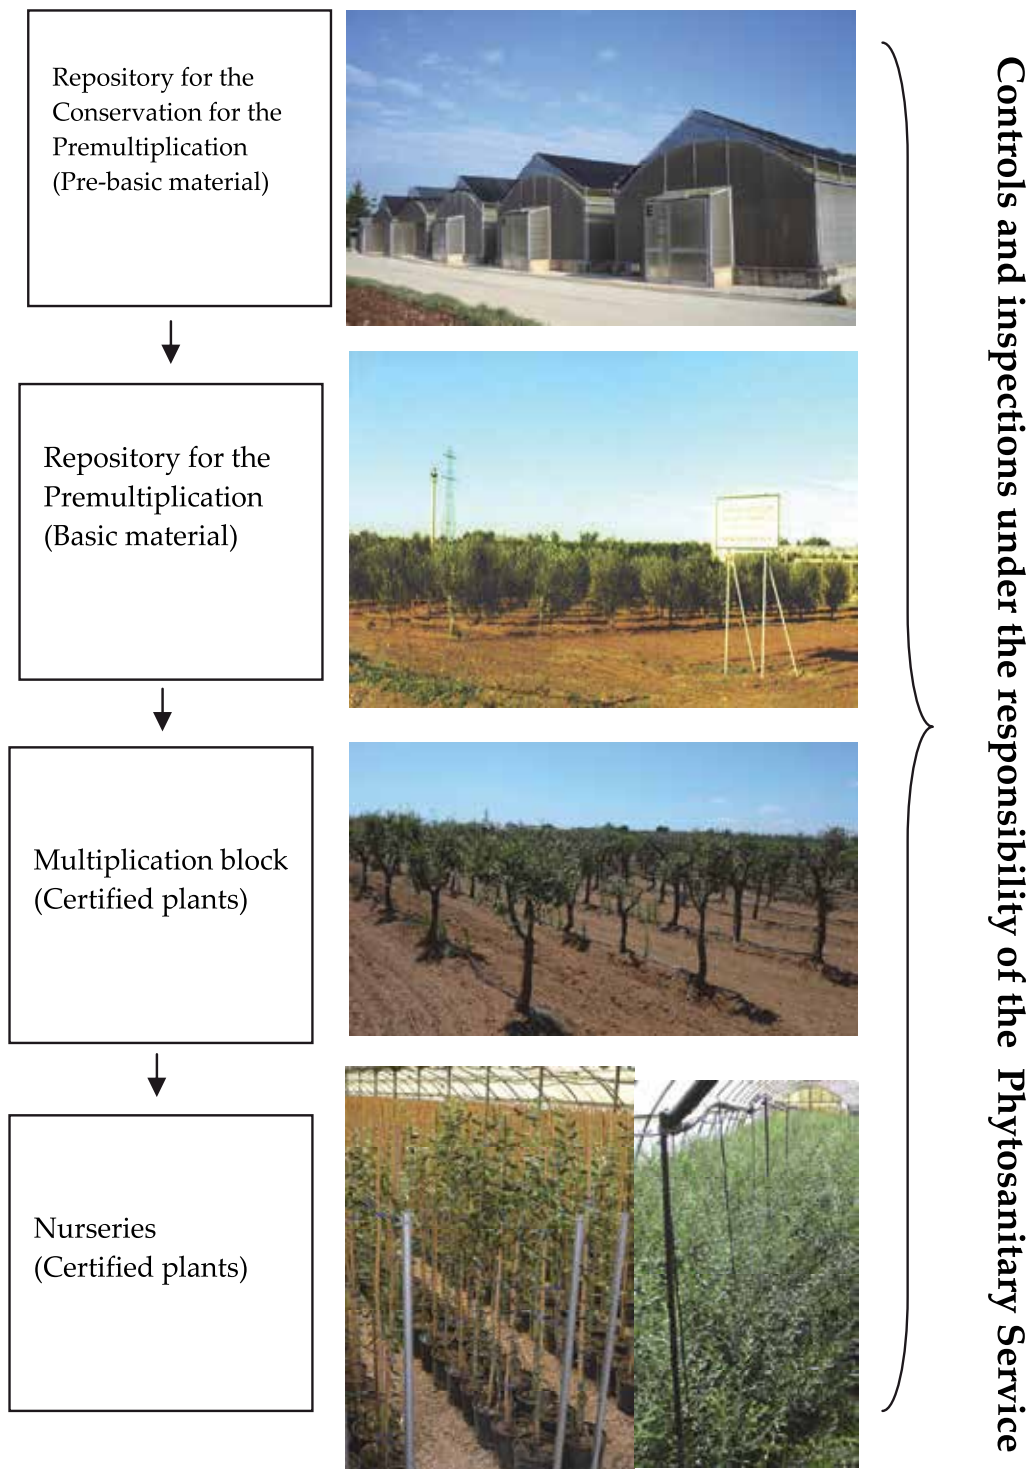 Repository for the
Conservation for the
Premultiplication
(Pre-basic material)
Repository for the
Premultiplication
(Basic material)
Multiplication block
(Certified plants)
Nurseries
(Certified plants)
Controls and inspections under the responsibility of the Phytosanitary Service
E